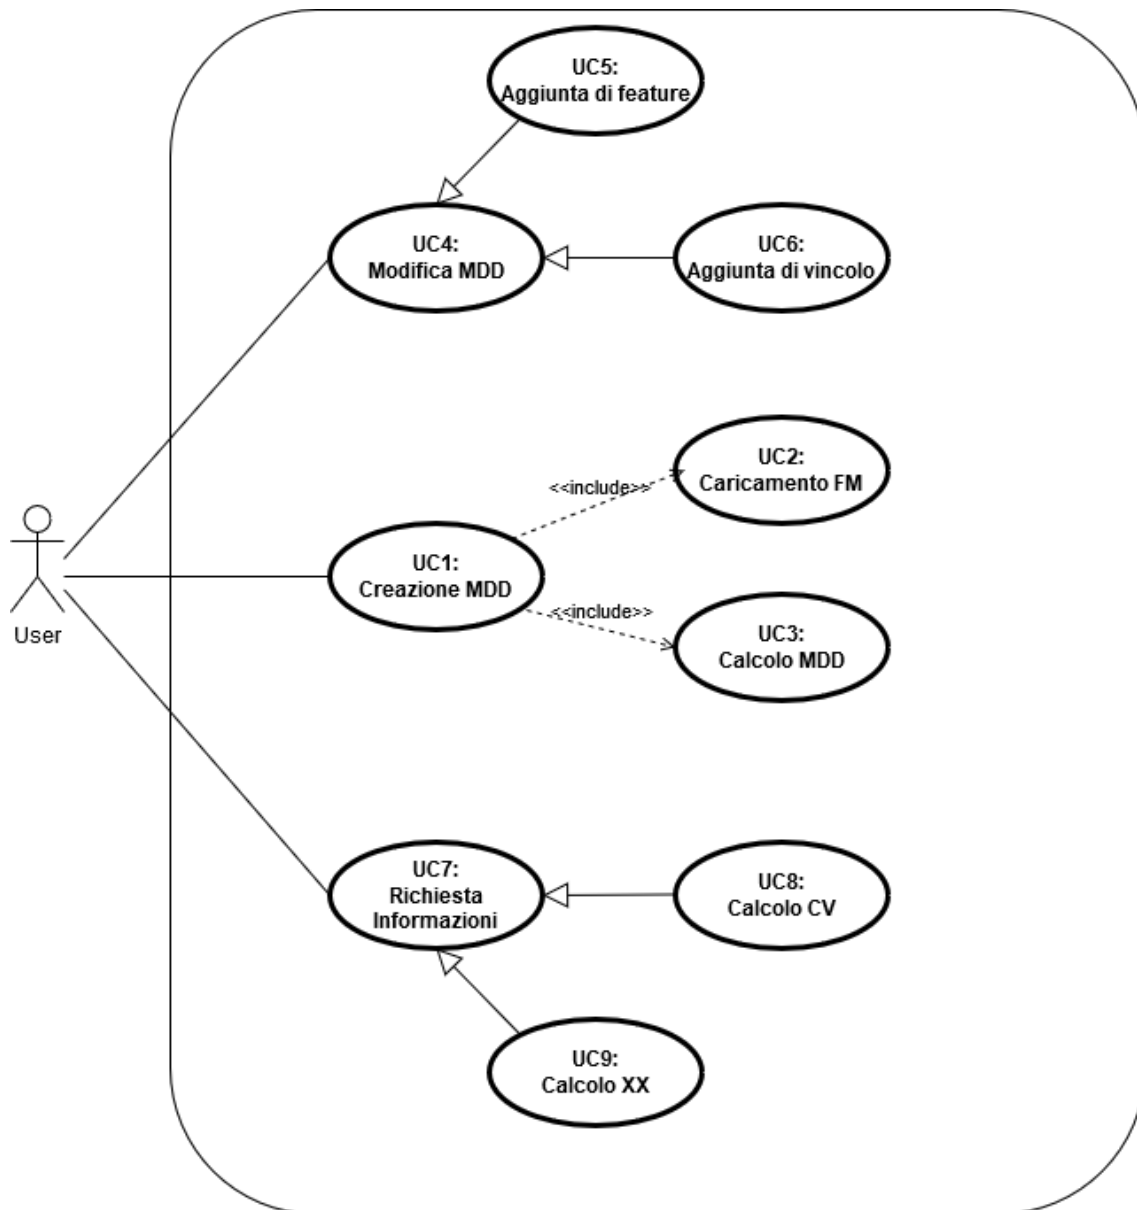 UC5:
Aggiunta di feature
UC4:
Modifica MDD
UC6:
Aggiunta di vincolo
UC2:
Caricamento FM
<<include>>
UC1:
Creazione MDD
<<include>>
UC3:
Calcolo MDD
User
UC7:
Richiesta
Informazioni
UC8:
Calcolo CV
UC9:
Calcolo XX